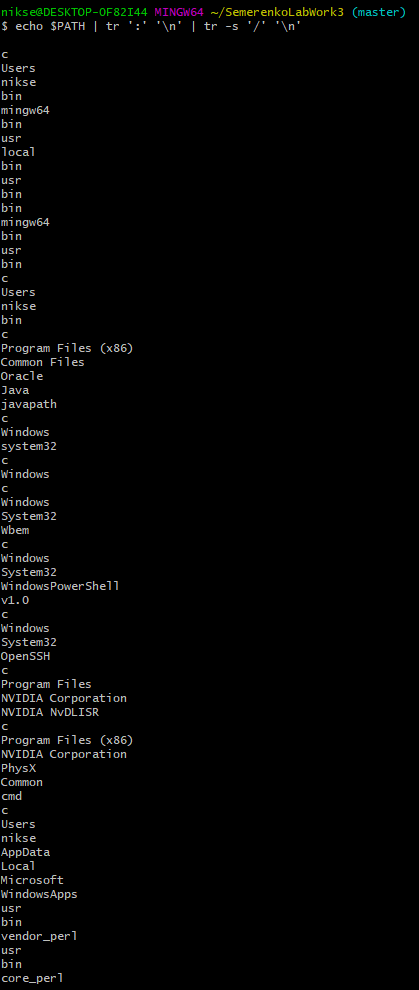 nikse@DESKTOP-OF82I44 MINGW64 ~/SemerenkoLabWork3 (master)
$ echo $PATH | tr ':' '\n' | tr -s '/' '\n'
c
Users
nikse
bin
mingw64
bin
usr
local
bin
usr
bin
bin
mingw64
bin
usr
bin
c
Users
nikse
bin
c
Program Files (x86)
Common Files
Oracle
Java
javapath
c
Windows
system32
c
Windows
c
Windows
System32
Wbem
c
Windows
System32
WindowsPowerShell
v1.0
c
Windows
System32
OpenSSH
c
Program Files
NVIDIA Corporation
NVIDIA NvDLISR
c
Program Files (x86)
NVIDIA Corporation
PhysX
Common
cmd
c
Users
nikse
AppData
Local
Microsoft
WindowsApps
usr
bin
vendor_perl
usr
bin
core_perl